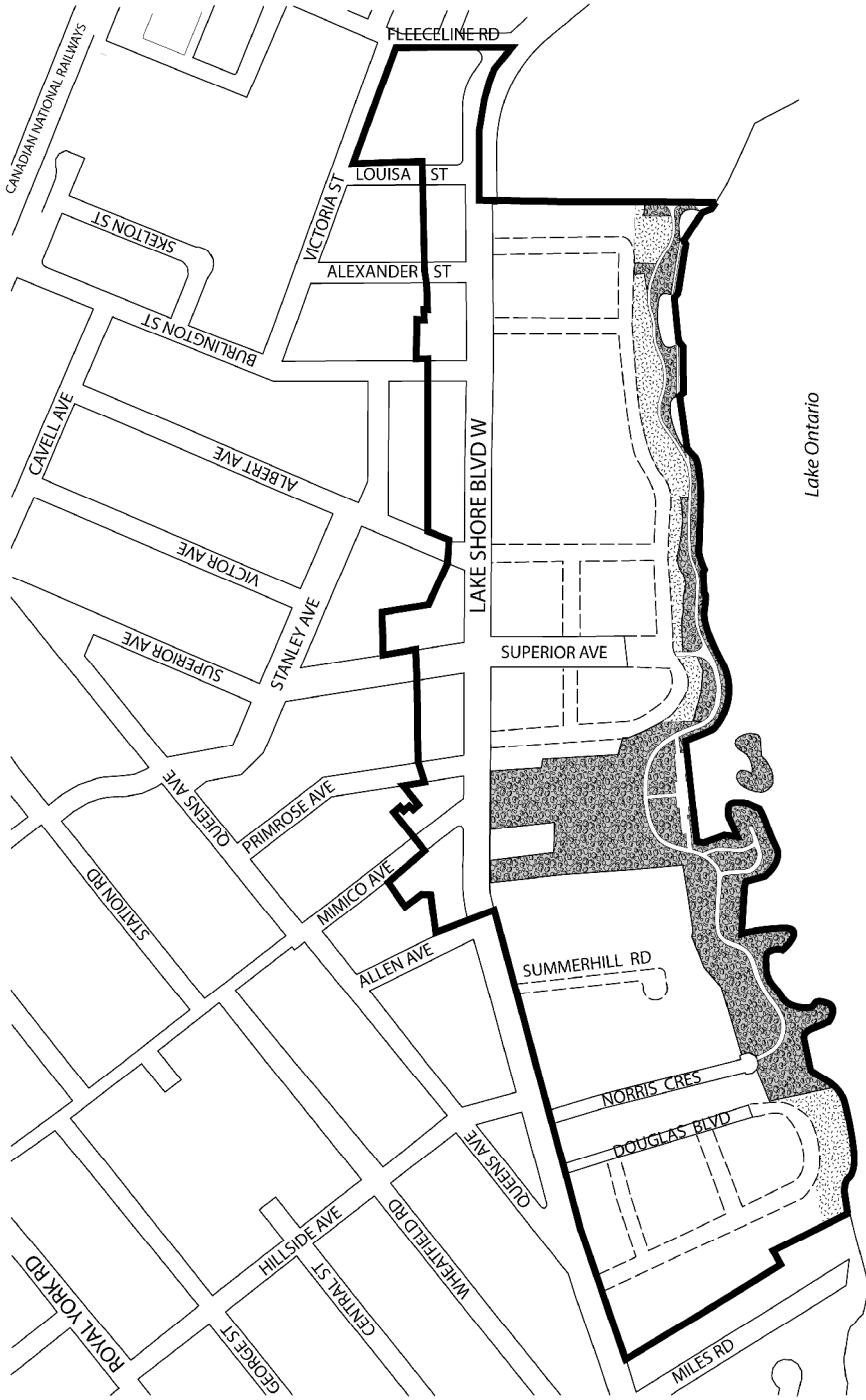 FLEECELINE RD
CANADIAN NATIONAL RAILWAYS
LOUISA ST
VICTORIA ST
SKELTON ST
ALEXANDER ST
BURLINGTON ST
CAVELL AVE
LAKE SHORE BLVD W
Lake Ontario
ALBERT AVE
VICTOR AVE
STANLEY AVE
SUPERIOR AVE
SUPERIOR AVE
QUEENS AVE
PRIMROSE AVE
STATION RD
MIMICO AVE
ALLEN AVE
SUMMERHILL RD
NORRIS CRES
DOUGLAS BLVD
QUEENS AVE
HILLSIDE AVE
WHEATFIELD RD
CENTRAL ST
ROYAL YORK RD
GEORGE ST
MILES RD